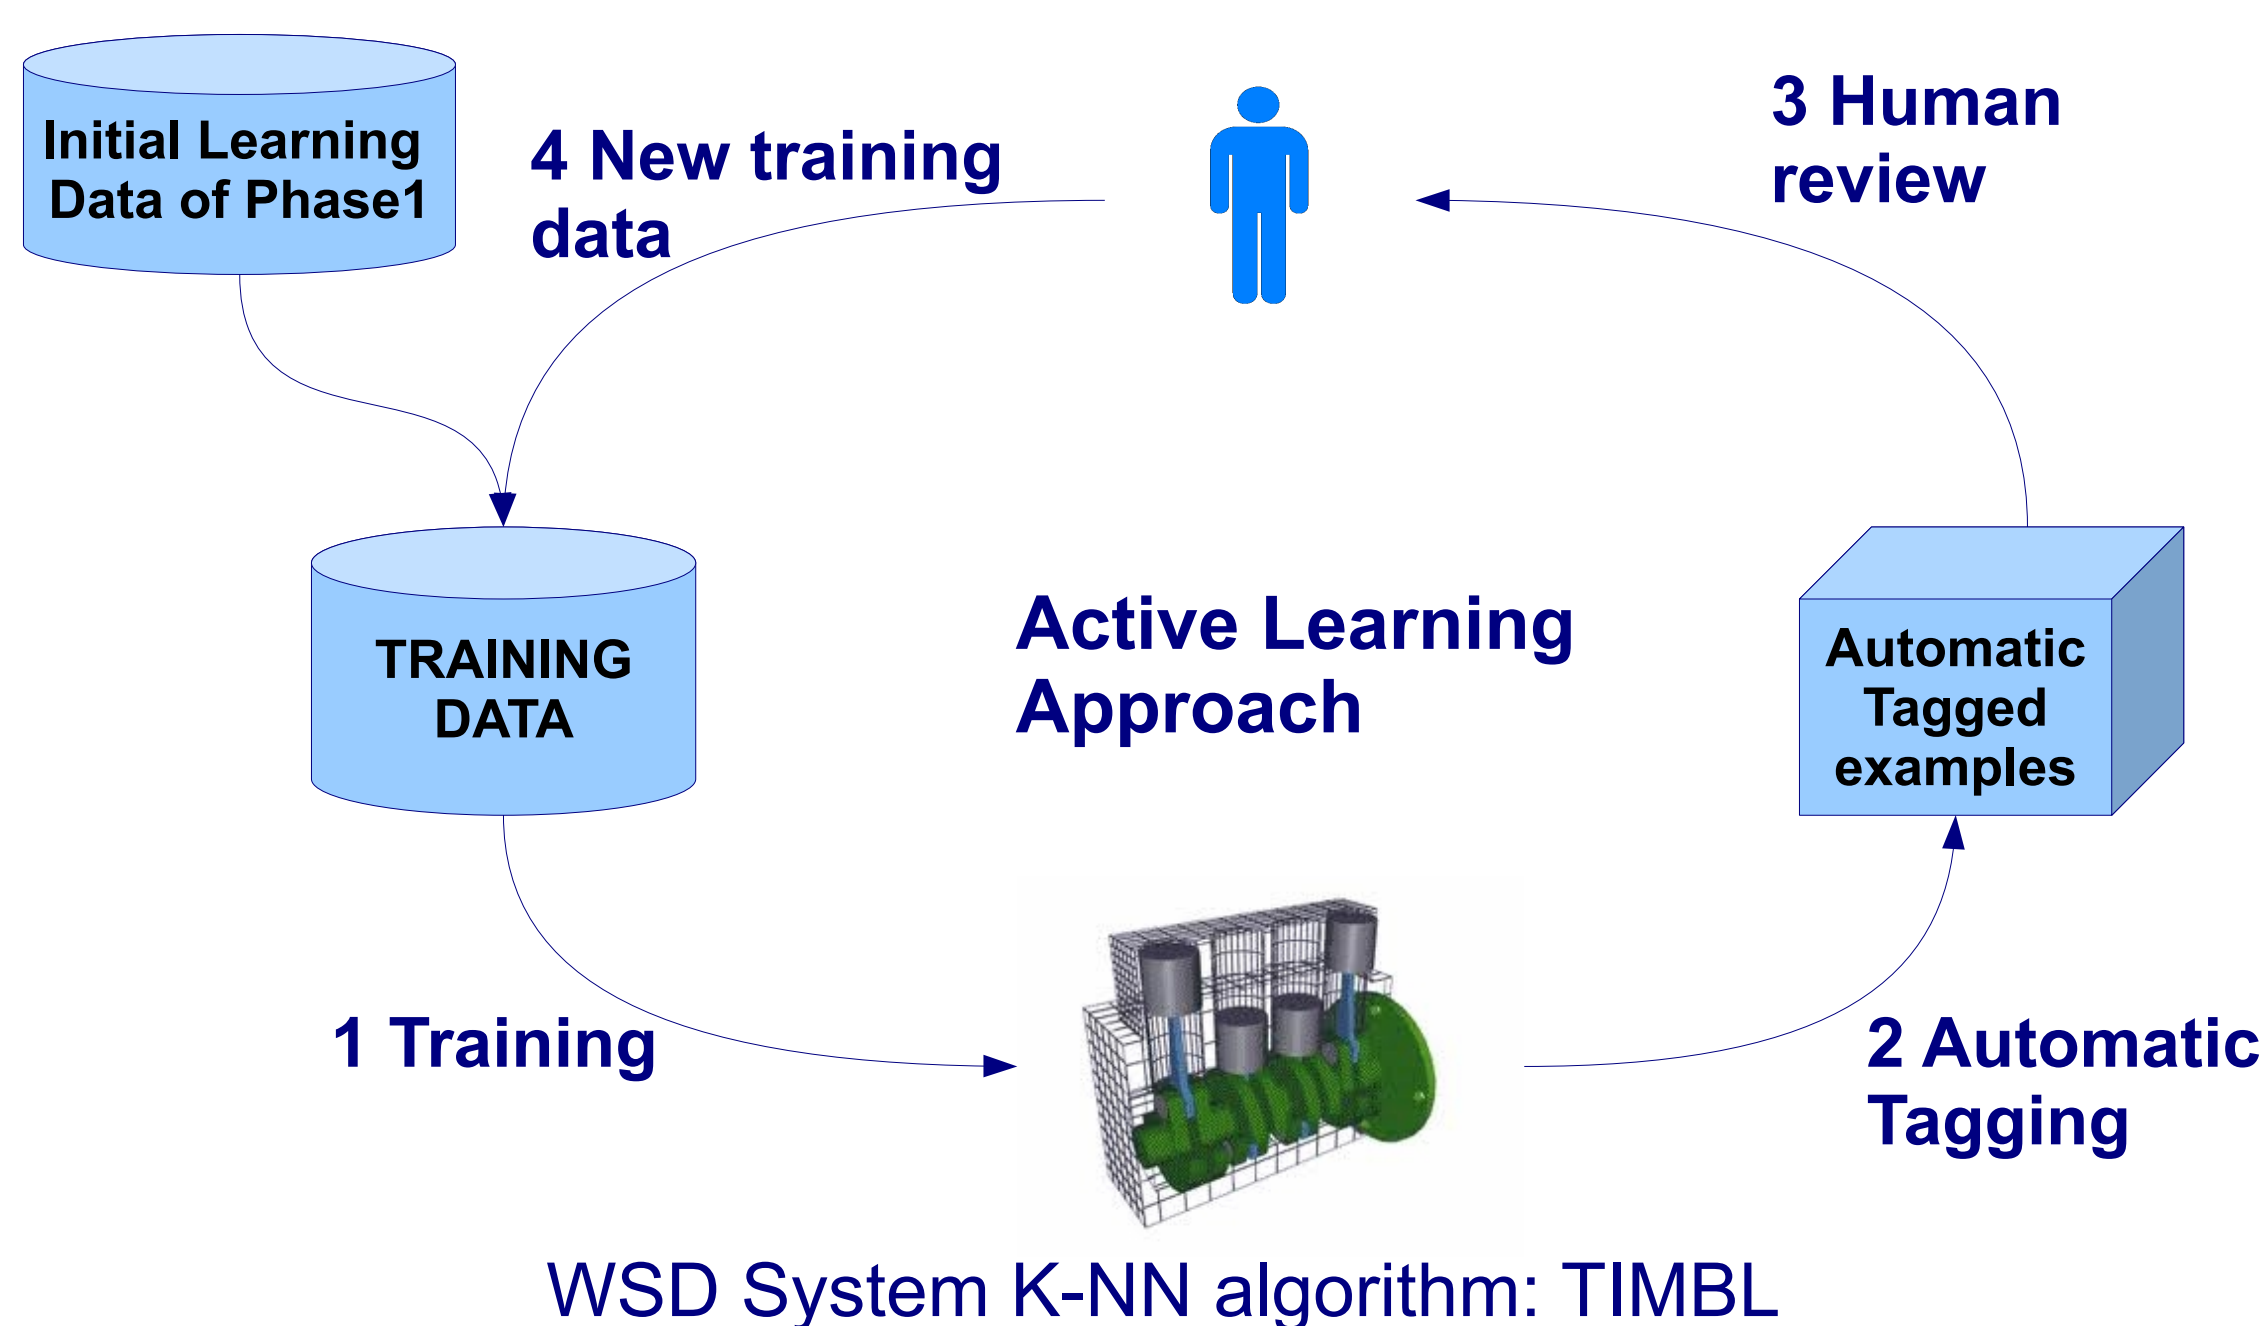 Initial Learning
Data of Phase1
4 New training
data
3 Human
review
TRAINING
DATA
Active Learning
Approach
Automatic
Tagged
examples
1 Training
2 Automatic
Tagging
WSD System K-NN algorithm: TIMBL